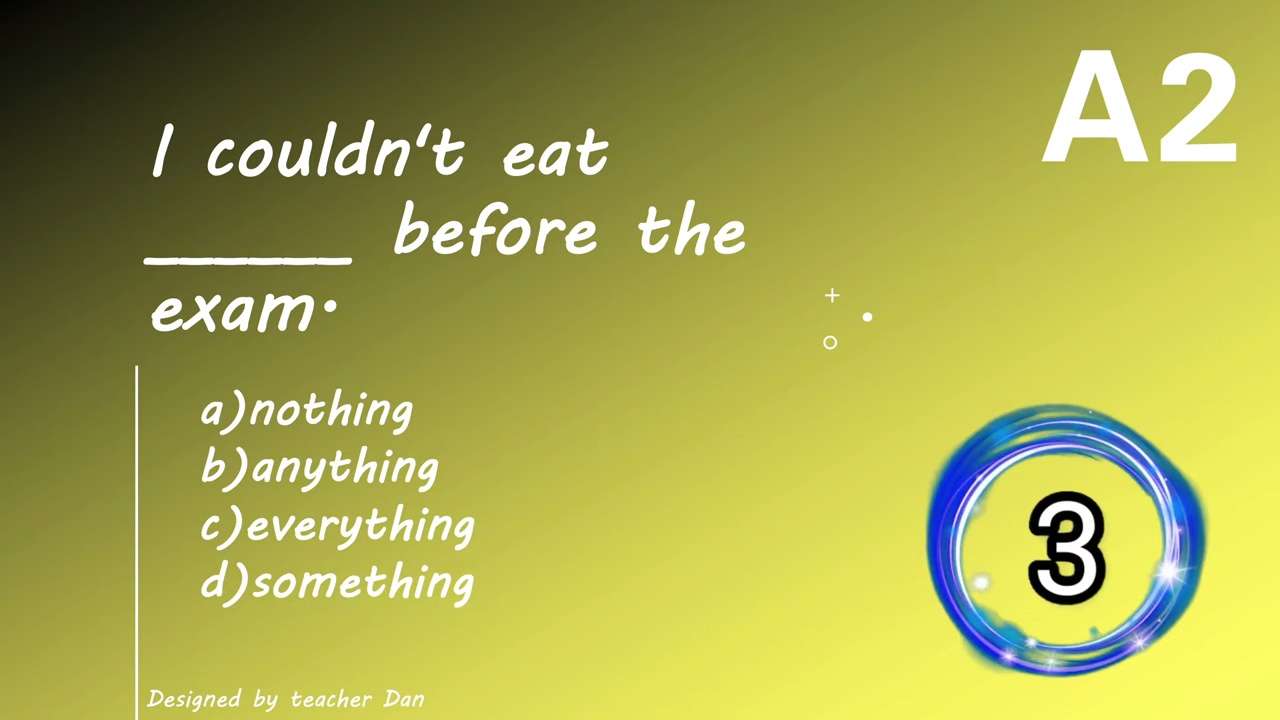 A2
I couldn't eat
______ before the
exam.
a)nothing
b)anything
c)everything
d)something
3
Designed by teacher Dan